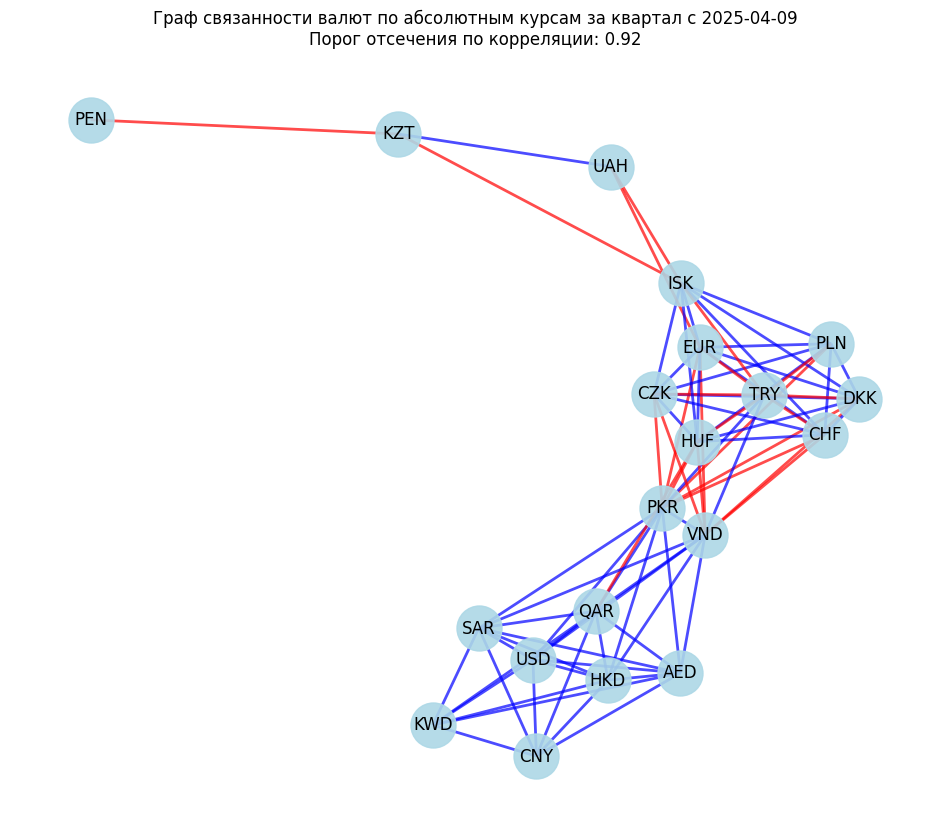 Граф связанности валют по абсолютным курсам за квартал с 2025-04-09
Порог отсечения по корреляции: 0.92
PEN
KZT
UAH
ISK
EUR
PLN
CZK
TRY
DKK
HUF
CHF
PKR
VND
QAR
SAR
USD
HKD
AED
KWD
CNY